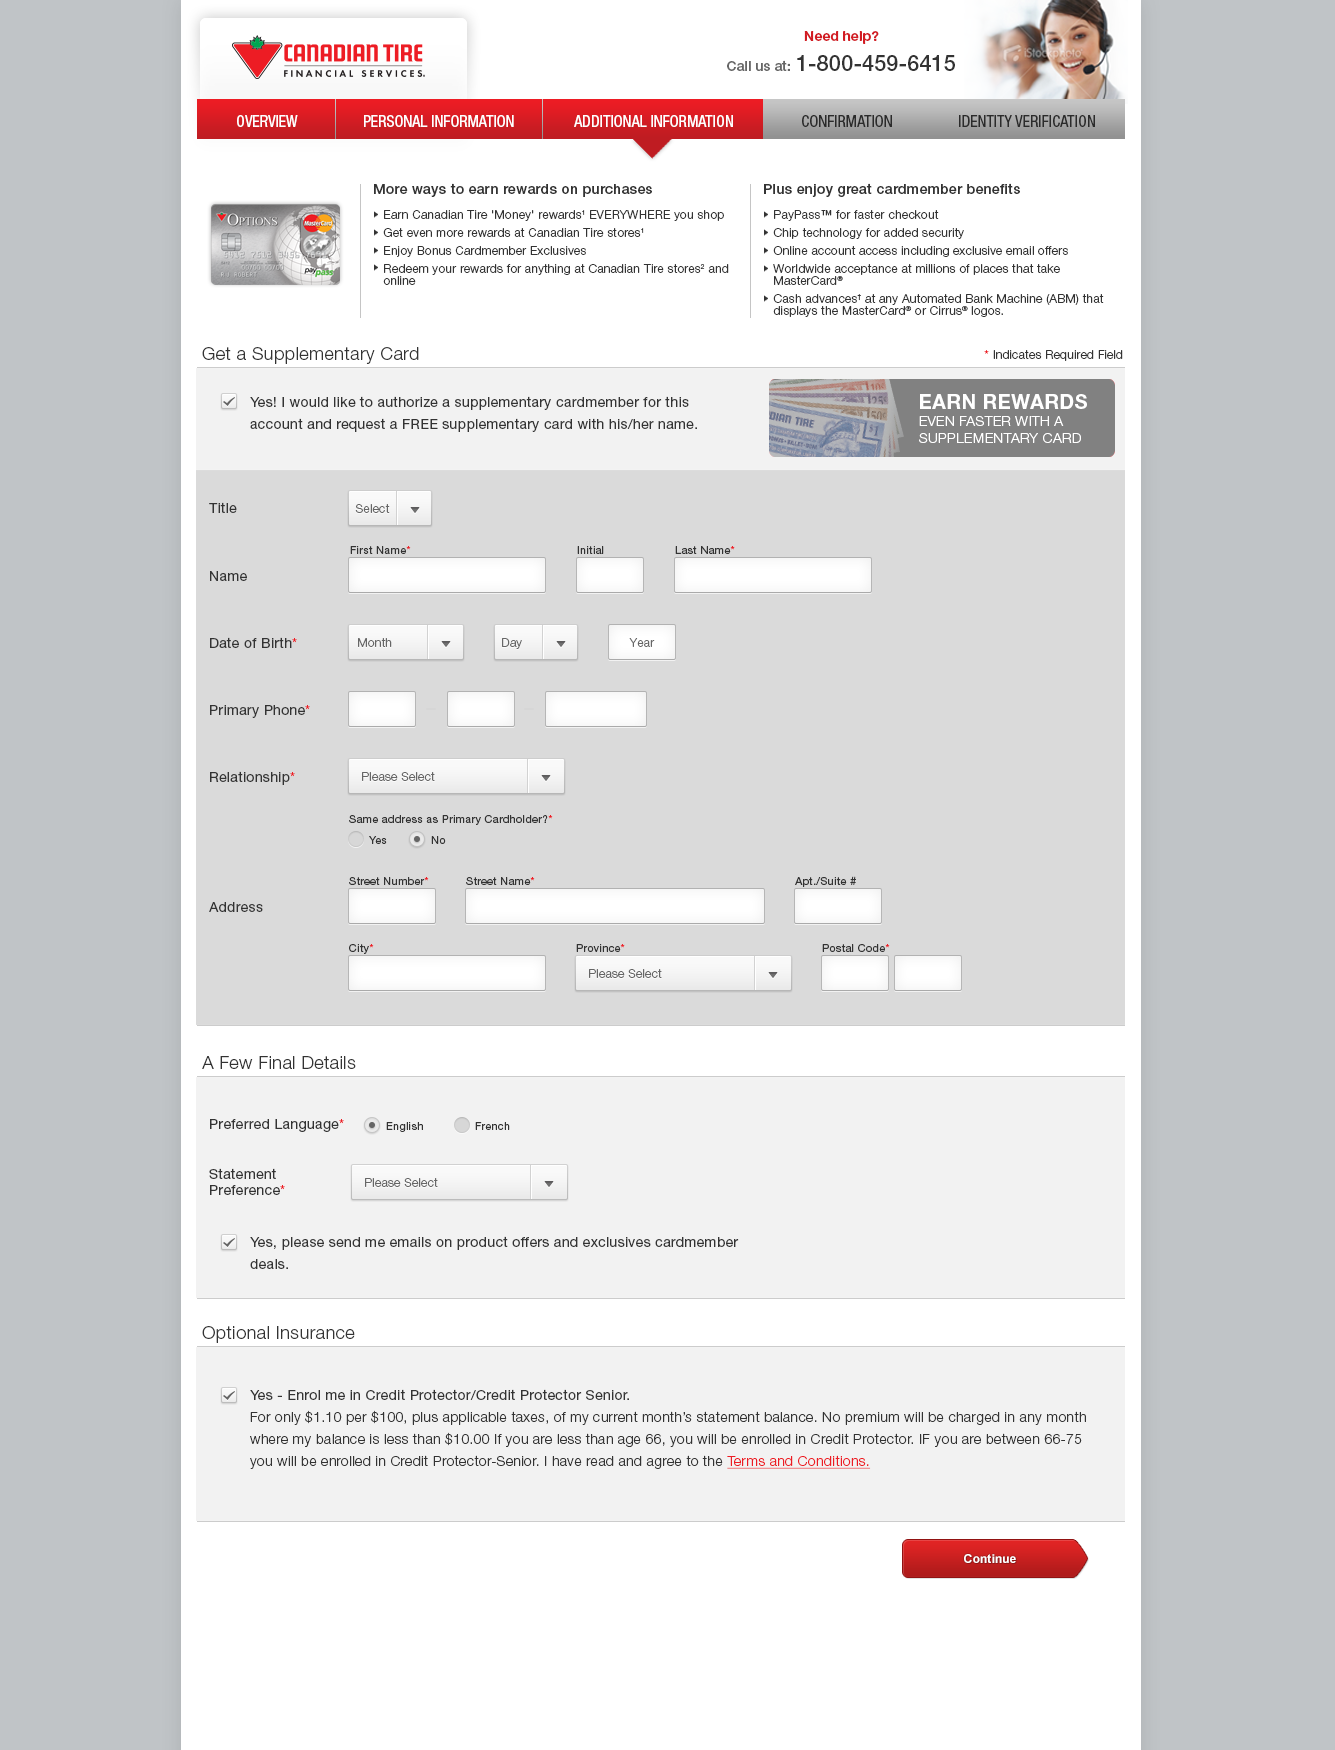 CANADIAN TIRE
FINANCIAL SERVICES.
Need help?
Call us at: 1-800-459-6415
iStockphoto
OVERVIEW
PERSONAL INFORMATION
ADDITIONAL INFORMATION
CONFIRMATION
IDENTITY VERIFICATION
OPTIONS
MasterCard
More ways to earn rewards on purchases
Earn Canadian Tire 'Money' rewards¹ EVERYWHERE you shop
Get even more rewards at Canadian Tire stores¹
Enjoy Bonus Cardmember Exclusives
Redeem your rewards for anything at Canadian Tire stores² and
online
Plus enjoy great cardmember benefits
PayPass™ for faster checkout
Chip technology for added security
Online account access including exclusive email offers
Worldwide acceptance at millions of places that take
MasterCard®
Cash advances† at any Automated Bank Machine (ABM) that
displays the MasterCard® or Cirrus® logos.
Get a Supplementary Card
* Indicates Required Field
Yes! I would like to authorize a supplementary cardmember for this
account and request a FREE supplementary card with his/her name.
EARN REWARDS
EVEN FASTER WITH A
SUPPLEMENTARY CARD
Title
Select
First Name*
Initial
Last Name*
Name
Date of Birth*
Month
Day
Year
Primary Phone*
Relationship*
Please Select
Same address as Primary Cardholder?*
Yes
No
Street Number*
Street Name*
Apt./Suite #
Address
City*
Province*
Postal Code*
Please Select
A Few Final Details
Preferred Language*
English
French
Statement
Preference*
Please Select
Yes, please send me emails on product offers and exclusives cardmember
deals.
Optional Insurance
Yes - Enrol me in Credit Protector/Credit Protector Senior.
For only $1.10 per $100, plus applicable taxes, of my current month's statement balance. No premium will be charged in any month
where my balance is less than $10.00 If you are less than age 66, you will be enrolled in Credit Protector. IF you are between 66-75
you will be enrolled in Credit Protector-Senior. I have read and agree to the Terms and Conditions.
Continue